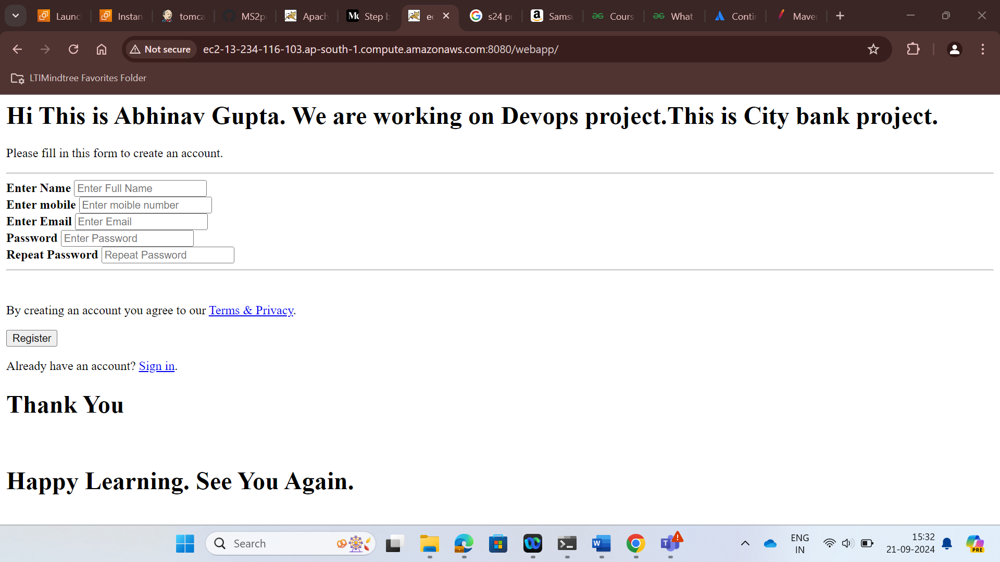 Launc
Instan
tomca
MS2p
Apach
Step b
ec
s24 pr
Sams
Cours
What
Conti
Mave
Not secure
ec2-13-234-116-103.ap-south-1.compute.amazonaws.com:8080/webapp/
LTIMindtree Favorites Folder
Hi This is Abhinav Gupta. We are working on Devops project.This is City bank project.
Please fill in this form to create an account.
Enter Name Enter Full Name
Enter mobile Enter moible number
Enter Email Enter Email
Password Enter Password
Repeat Password Repeat Password
By creating an account you agree to our Terms & Privacy.
Register
Already have an account? Sign in.
Thank You
Happy Learning. See You Again.
Search
ENG
IN
15:32
21-09-2024
PRE